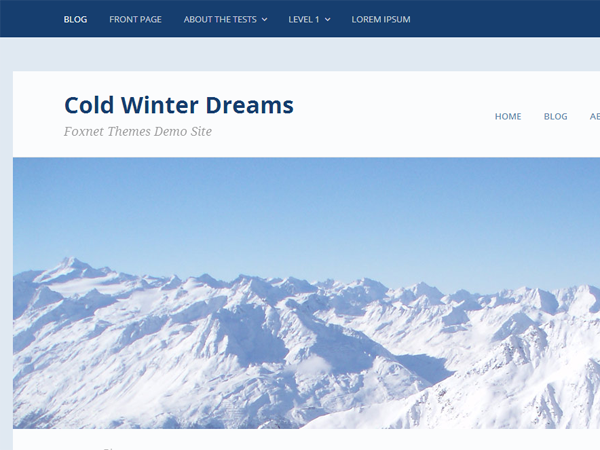 BLOG FRONT PAGE ABOUT THE TESTS LEVEL 1 LOREM IPSUM
Cold Winter Dreams
Foxnet Themes Demo Site
HOME BLOG